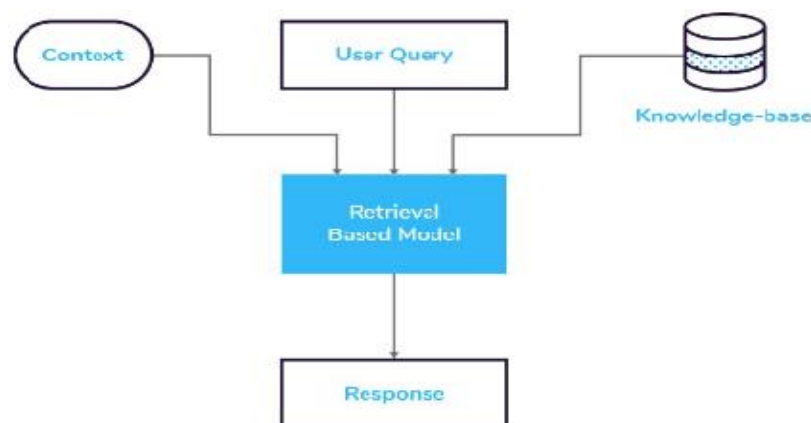 Context
User Query
Knowledge-base
Retrieval
Based Model
Response